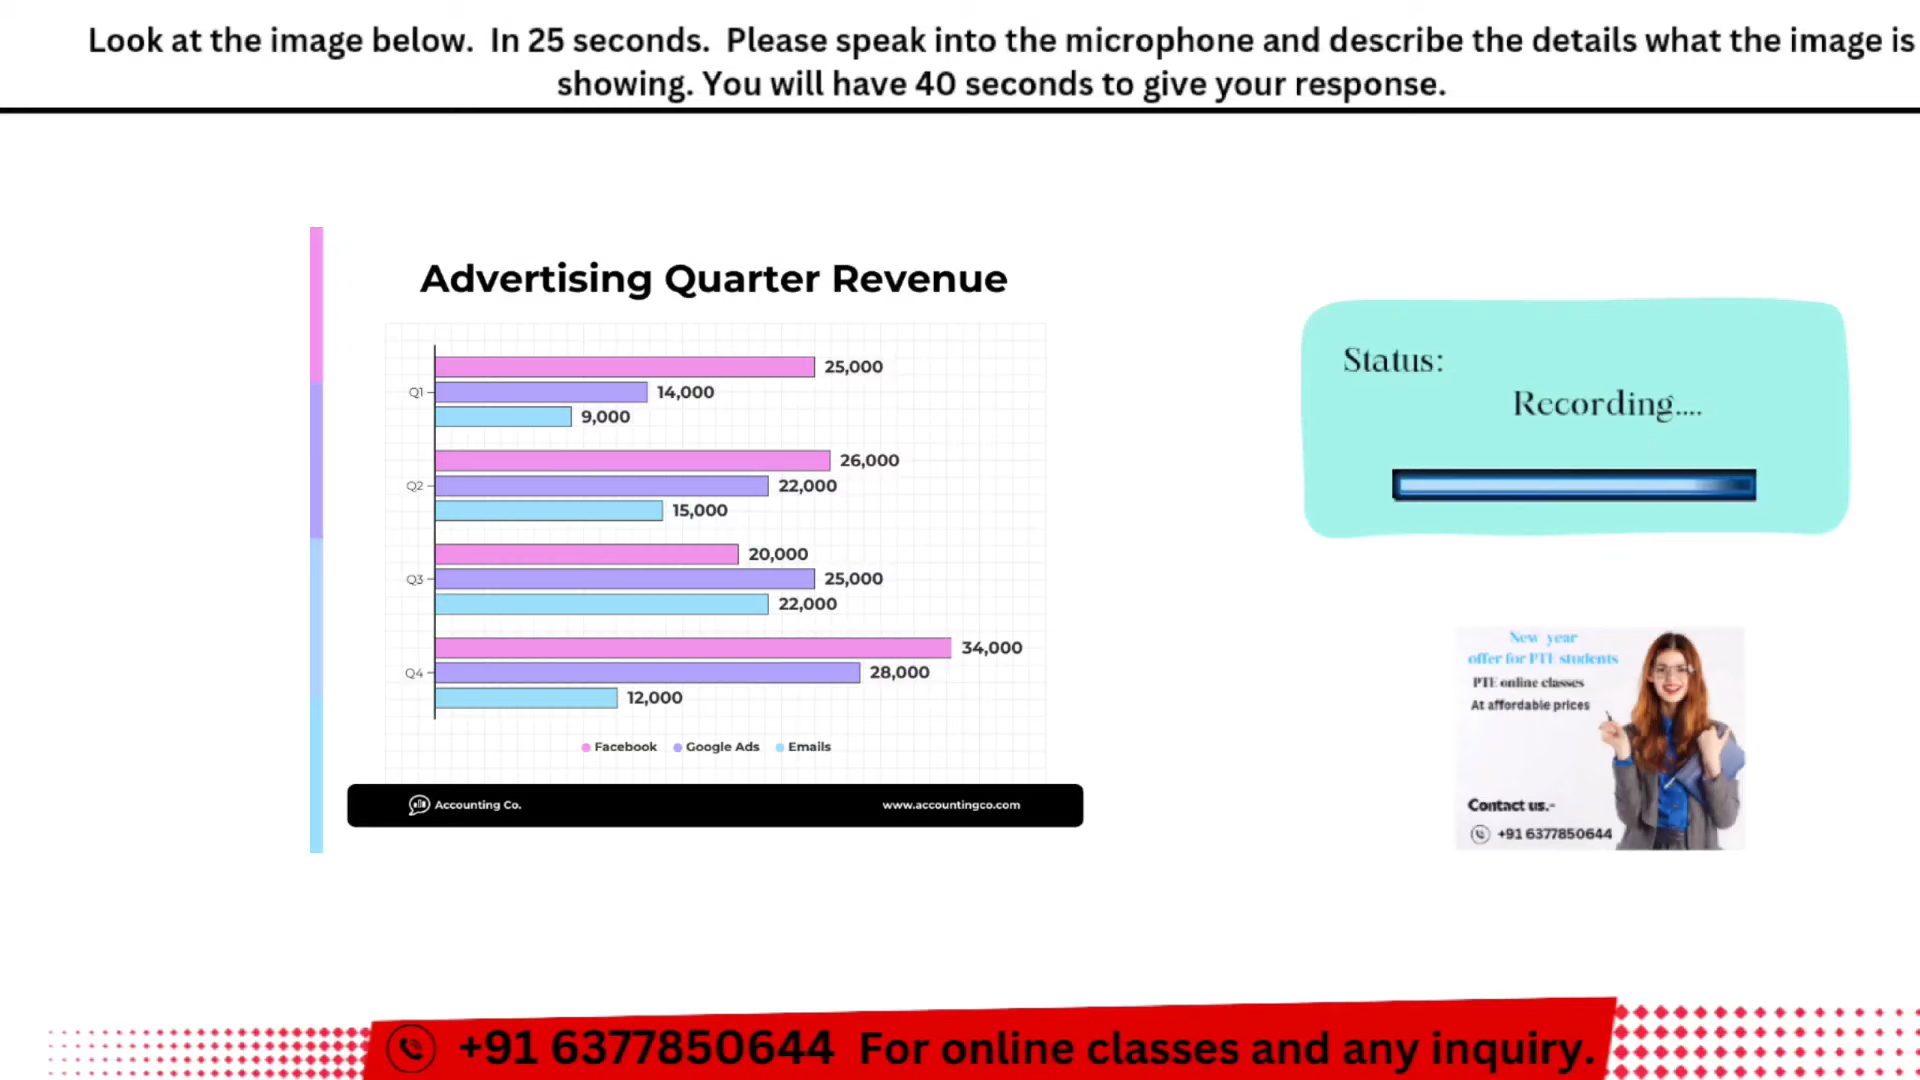 Look at the image below. In 25 seconds. Please speak into the microphone and describe the details what the image is
showing. You will have 40 seconds to give your response.
Advertising Quarter Revenue
25,000
Q1
14,000
9,000
26,000
Q2
22,000
15,000
20,000
Q3
25,000
22,000
34,000
Q4
28,000
12,000
Facebook Google Ads Emails
Accounting Co. www.accountingco.com
Status:
Recording....
New year
offer for PTE students
PTE online classes
At affordable prices
Contact us.-
+91 6377850644
+91 6377850644 For online classes and any inquiry.